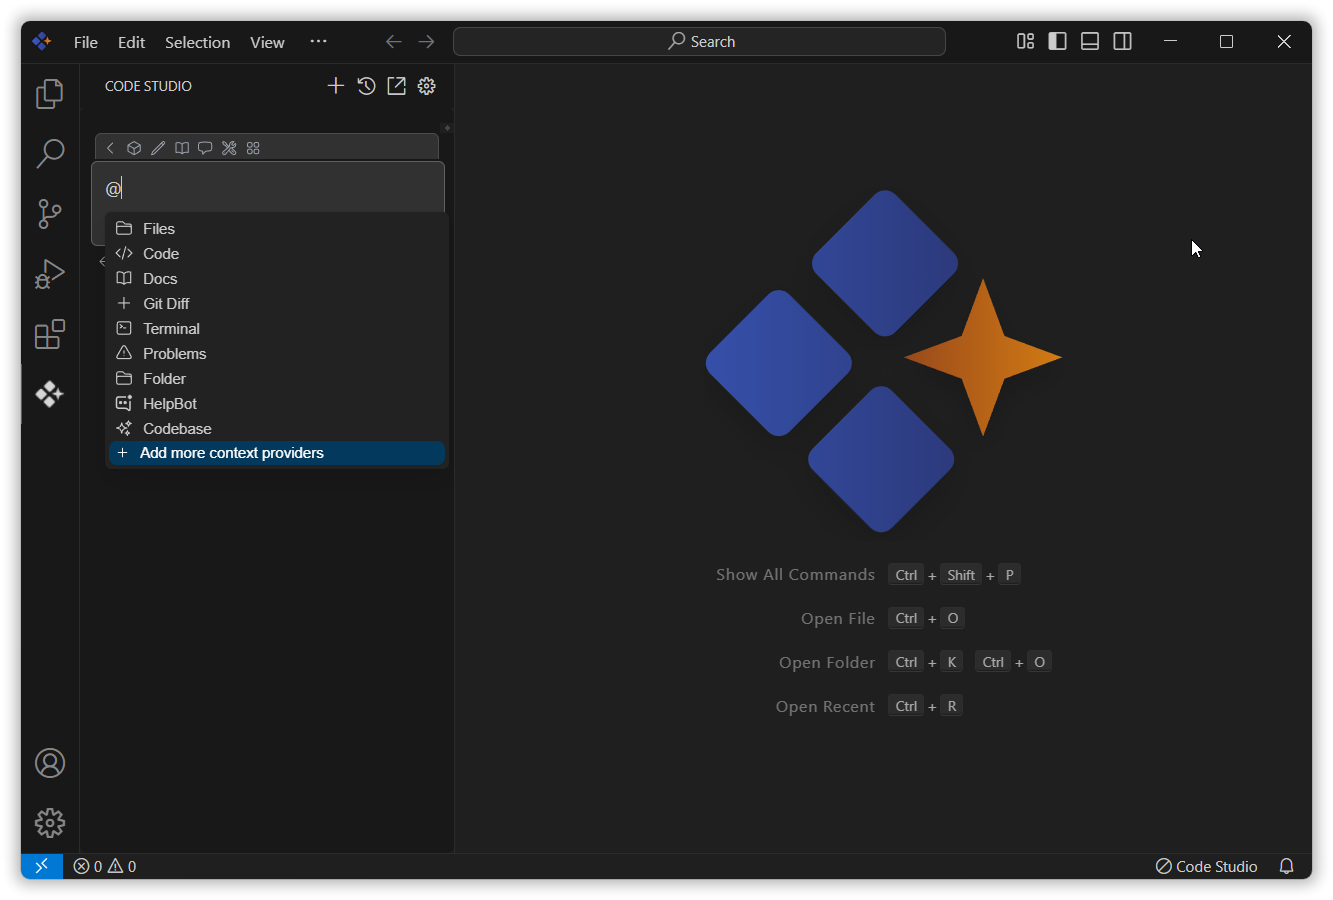 File Edit Selection View ··· Search
CODE STUDIO
@
Files
Code
Docs
Git Diff
Terminal
Problems
Folder
HelpBot
Codebase
+ Add more context providers
Show All Commands Ctrl + Shift + P
Open File Ctrl + O
Open Folder Ctrl + K Ctrl + O
Open Recent Ctrl + R
0 0 Code Studio